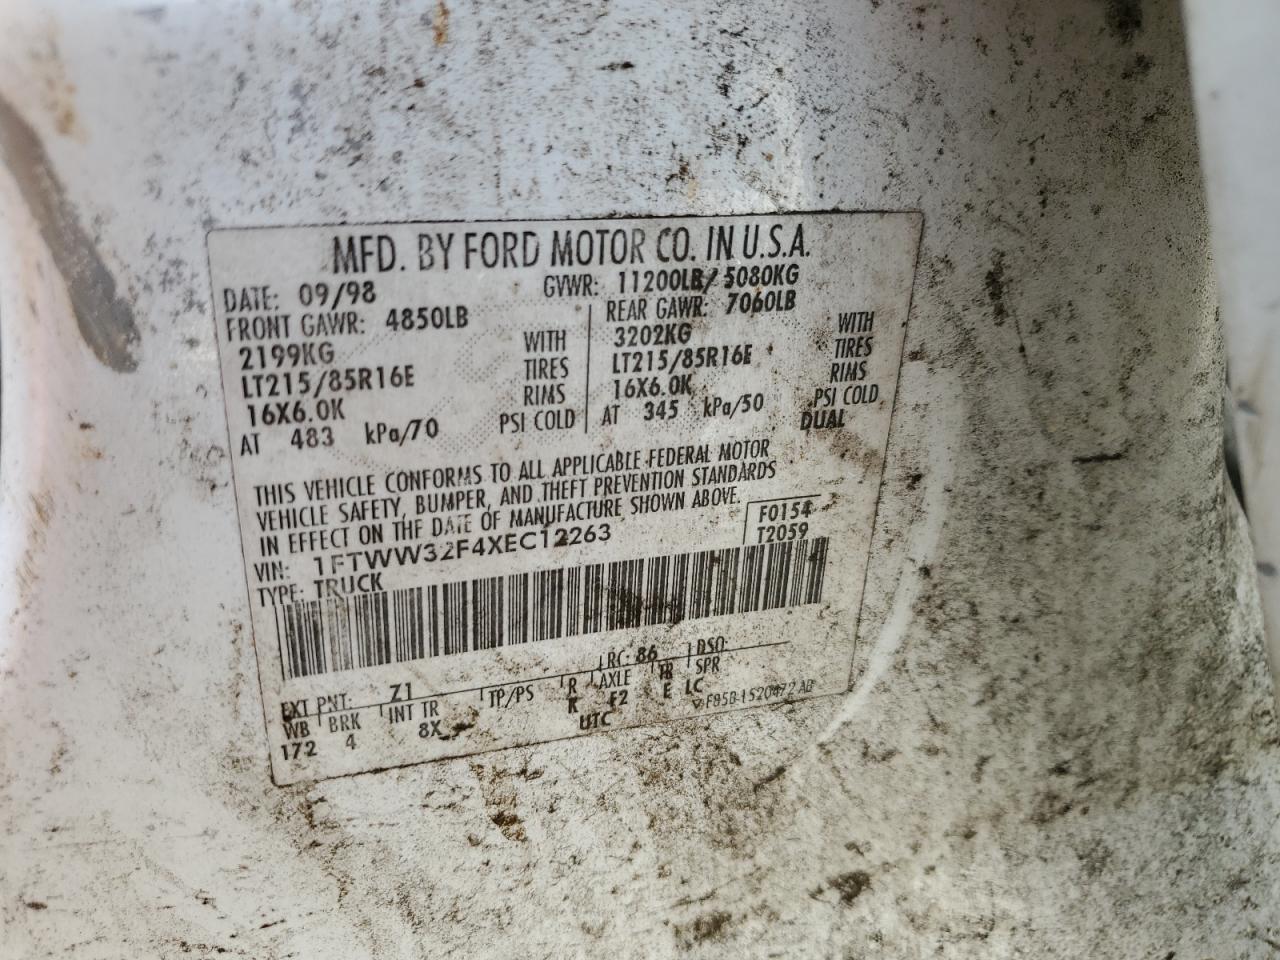 MFD. BY FORD MOTOR CO. IN U.S.A.
DATE: 09/98 GVWR: 11200LB/ 5080KG
FRONT GAWR: 4850LB
2199KG WITH
LT215/85R16E TIRES
16X6.0K RIMS
AT 483 kPa/70 PSI COLD
REAR GAWR: 7060LB
3202KG WITH
LT215/85R16E TIRES
16X6.0K RIMS
AT 345 kPa/50 PSI COLD
DUAL
THIS VEHICLE CONFORMS TO ALL APPLICABLE FEDERAL MOTOR
VEHICLE SAFETY, BUMPER, AND THEFT PREVENTION STANDARDS
IN EFFECT ON THE DATE OF MANUFACTURE SHOWN ABOVE.
VIN: 1FTWW32F4XEC12263
F0154
T2059
TYPE: TRUCK
EXT PNT: Z1 RC: 86 DSO:
WB BRK INT TR TP/PS R AXLE TR SPR
172 4 8X K F2 E LC
UTC
F85B-1520472-AB